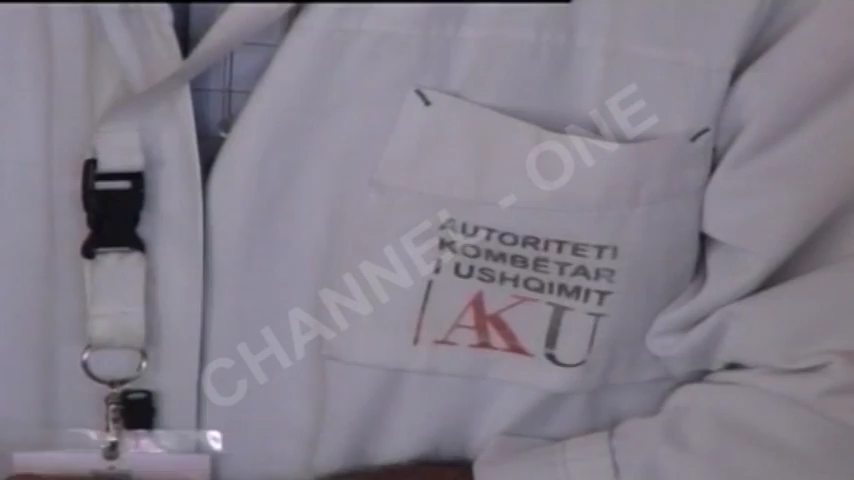 AUTORITETI
KOMBËTAR
I USHQIMIT
AKU
CHANNEL - ONE